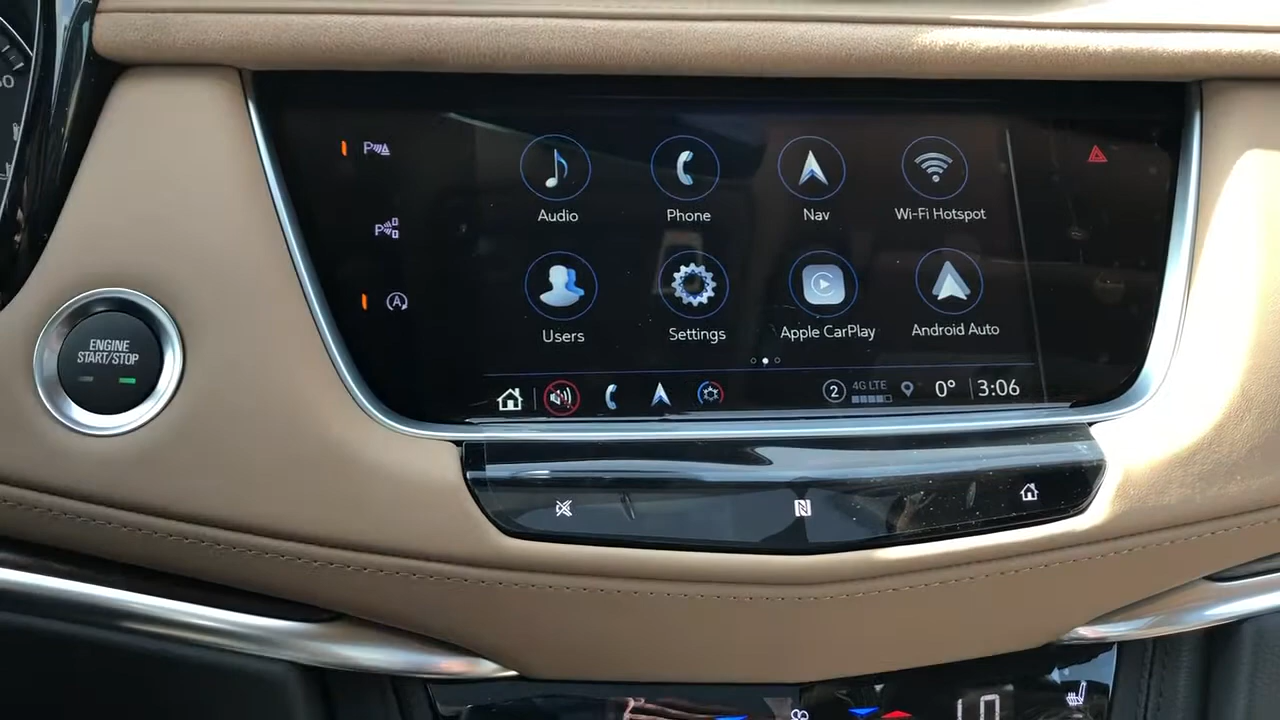 P
Audio
Phone
Nav
Wi-Fi Hotspot
P
A
Users
Settings
Apple CarPlay
Android Auto
ENGINE
START/STOP
2
4G LTE
0°
3:06
N
LO